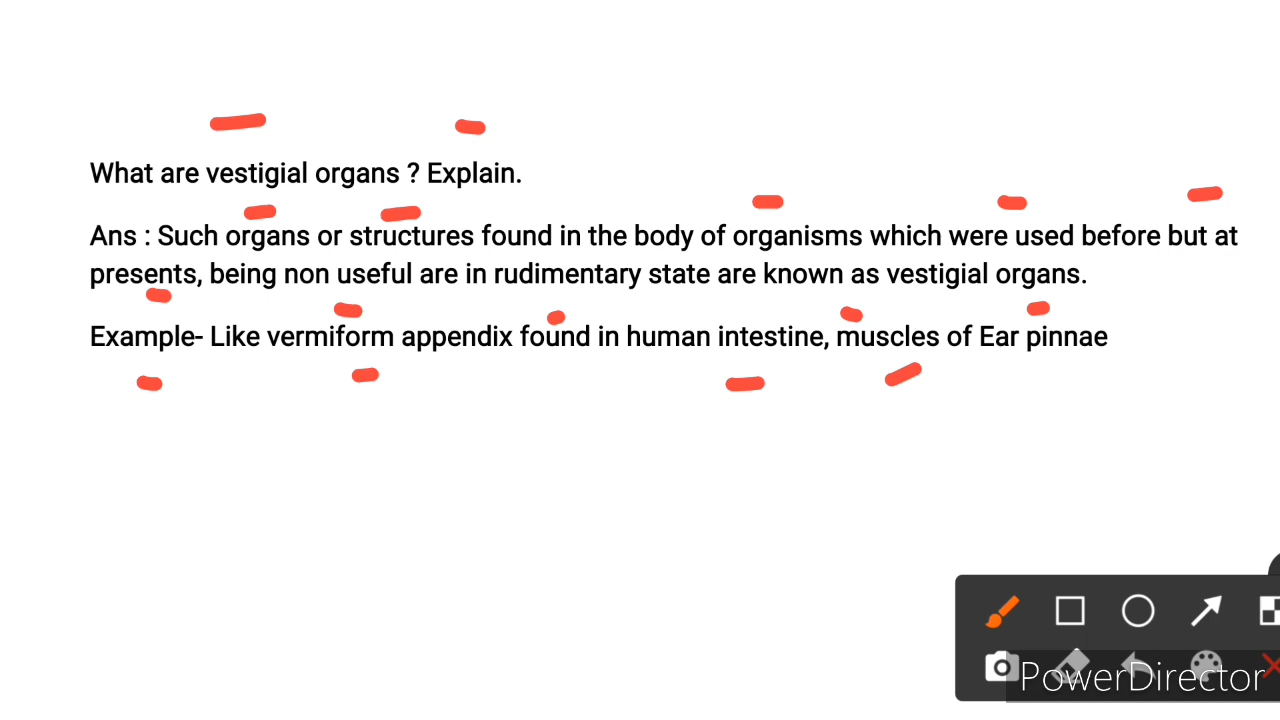 What are vestigial organs ? Explain.
Ans : Such organs or structures found in the body of organisms which were used before but at
presents, being non useful are in rudimentary state are known as vestigial organs.
Example- Like vermiform appendix found in human intestine, muscles of Ear pinnae
PowerDirector